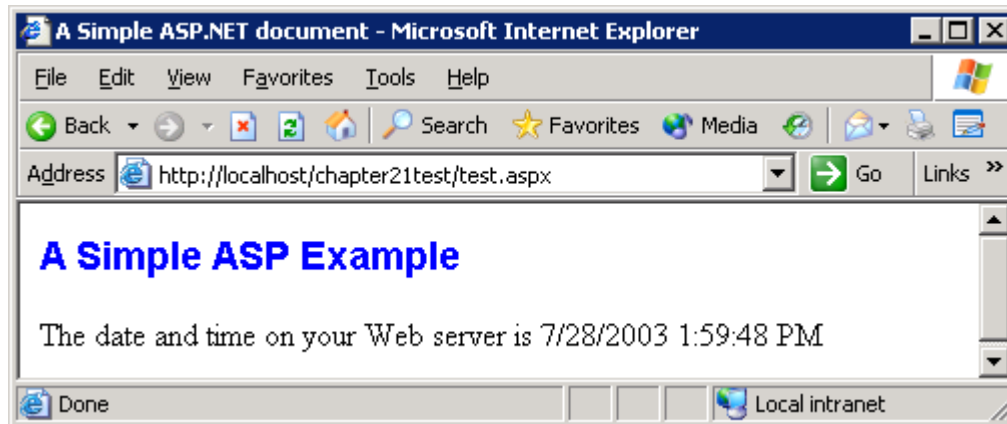 A Simple ASP.NET document - Microsoft Internet Explorer
File Edit View Favorites Tools Help
Back Search Favorites Media
Address http://localhost/chapter21test/test.aspx Go Links »
A Simple ASP Example
The date and time on your Web server is 7/28/2003 1:59:48 PM
Done Local intranet